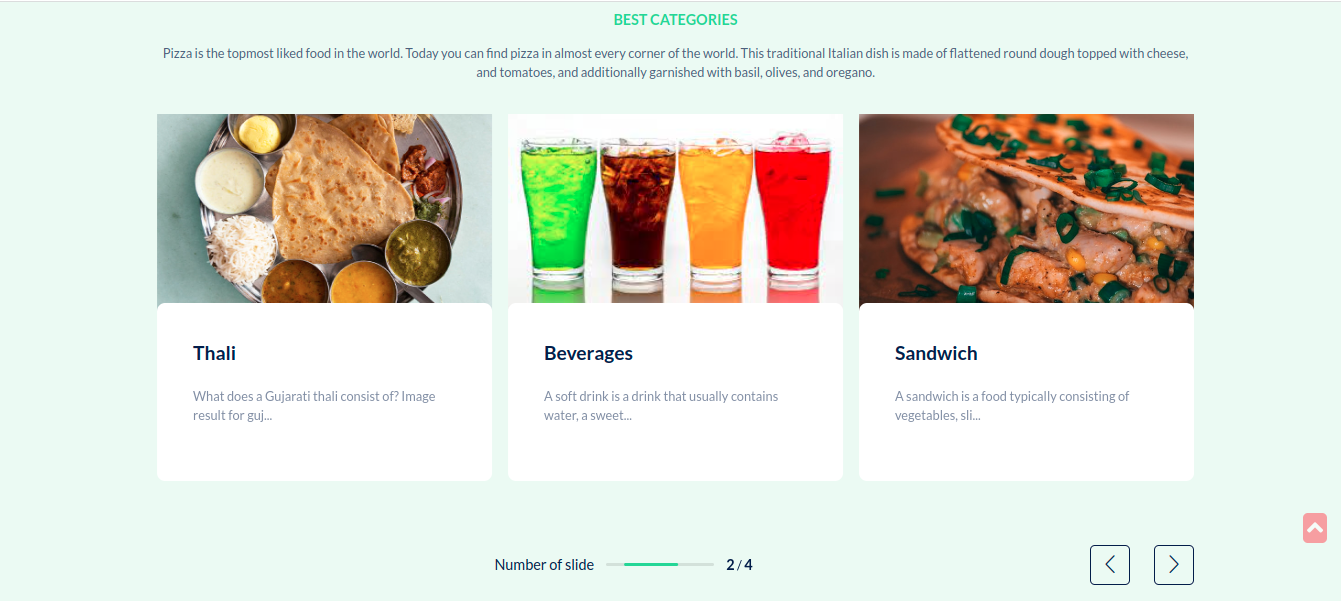 BEST CATEGORIES
Pizza is the topmost liked food in the world. Today you can find pizza in almost every corner of the world. This traditional Italian dish is made of flattened round dough topped with cheese,
and tomatoes, and additionally garnished with basil, olives, and oregano.
Thali
What does a Gujarati thali consist of? Image
result for guj...
Beverages
A soft drink is a drink that usually contains
water, a sweet...
Sandwich
A sandwich is a food typically consisting of
vegetables, sli...
Number of slide 2 / 4